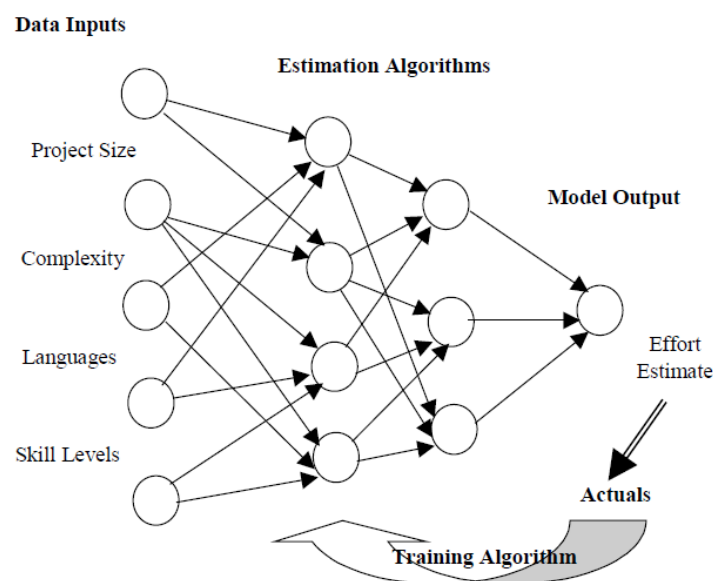 Data Inputs
Estimation Algorithms
Project Size
Model Output
Complexity
Languages
Effort
Estimate
Skill Levels
Actuals
Training Algorithm